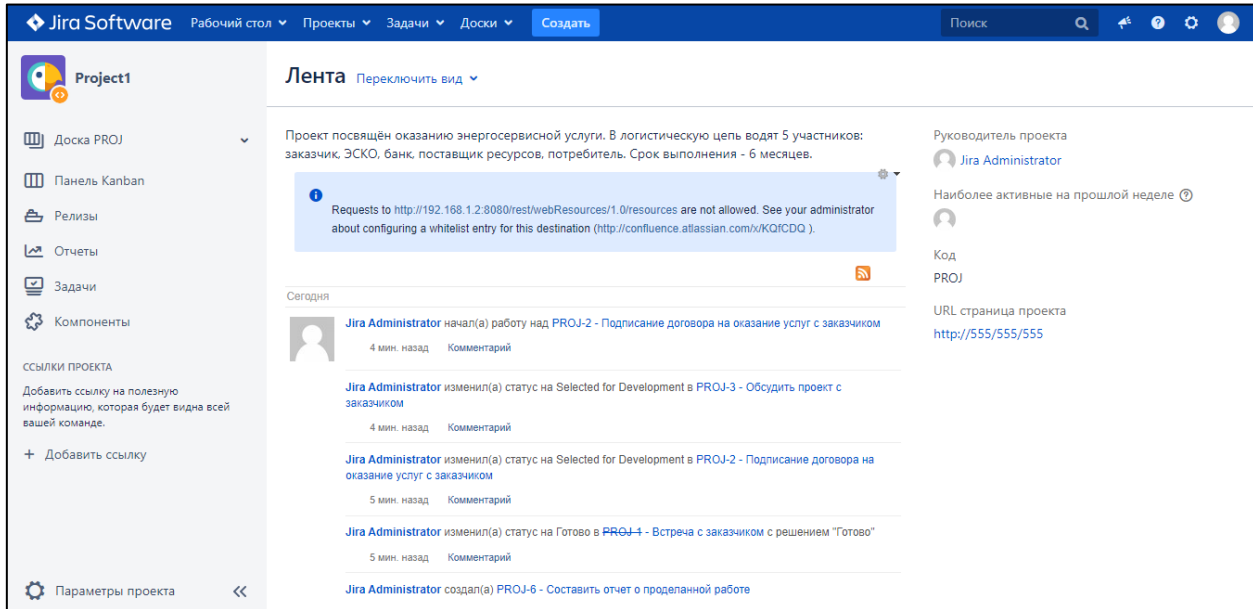 Jira Software Рабочий стол Проекты Задачи Доски Создать Поиск
Project1
Доска PROJ
Панель Kanban
Релизы
Отчеты
Задачи
Компоненты
ССЫЛКИ ПРОЕКТА
Добавить ссылку на полезную
информацию, которая будет видна всей
вашей команде.
+ Добавить ссылку
Параметры проекта
Лента Переключить вид
Проект посвящён оказанию энергосервисной услуги. В логистическую цепь водят 5 участников:
заказчик, ЭСКО, банк, поставщик ресурсов, потребитель. Срок выполнения - 6 месяцев.
Requests to http://192.168.1.2:8080/rest/webResources/1.0/resources are not allowed. See your administrator
about configuring a whitelist entry for this destination (http://confluence.atlassian.com/x/KQfCDQ ).
Сегодня
Jira Administrator начал(а) работу над PROJ-2 - Подписание договора на оказание услуг с заказчиком
4 мин. назад Комментарий
Jira Administrator изменил(а) статус на Selected for Development в PROJ-3 - Обсудить проект с
заказчиком
4 мин. назад Комментарий
Jira Administrator изменил(а) статус на Selected for Development в PROJ-2 - Подписание договора на
оказание услуг с заказчиком
5 мин. назад Комментарий
Jira Administrator изменил(а) статус на Готово в PROJ-1 - Встреча с заказчиком с решением "Готово"
5 мин. назад Комментарий
Jira Administrator создал(а) PROJ-6 - Составить отчет о проделанной работе
Руководитель проекта
Jira Administrator
Наиболее активные на прошлой неделе
Код
PROJ
URL страница проекта
http://555/555/555